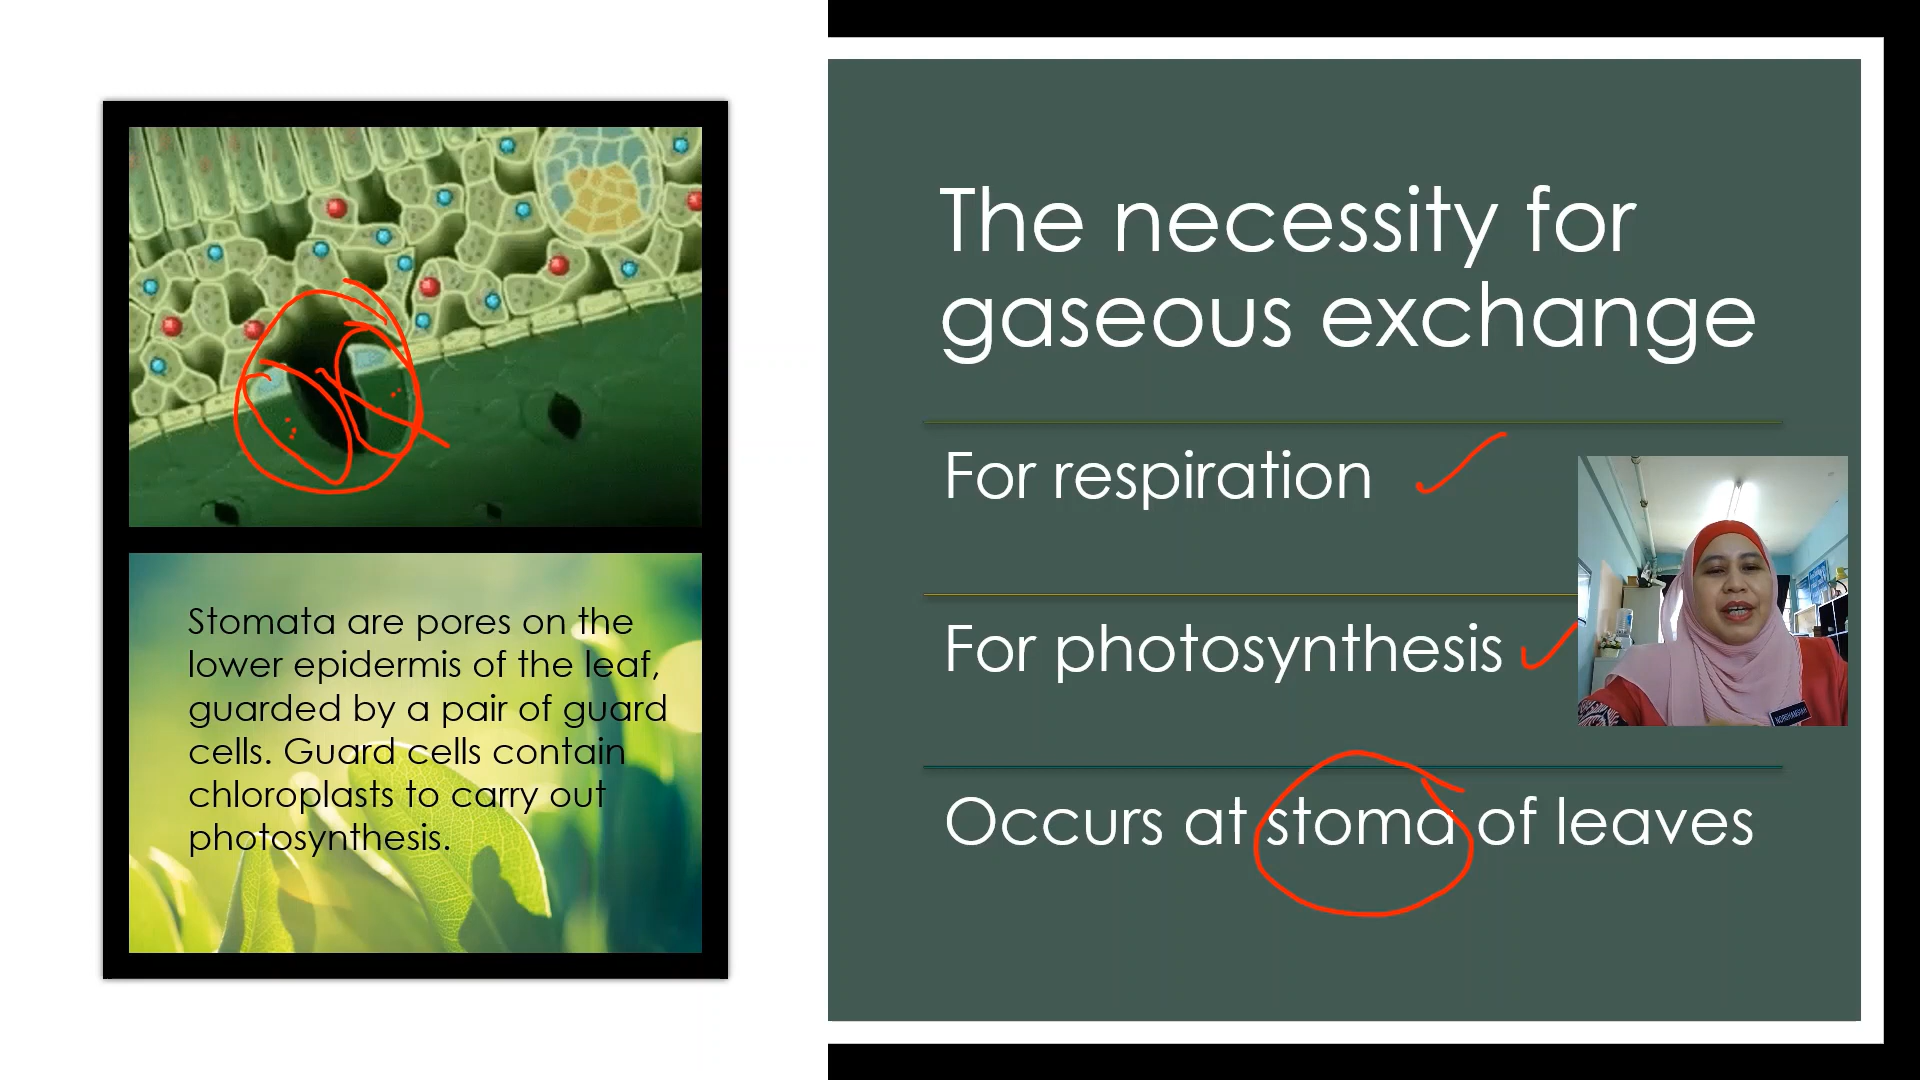 The necessity for
gaseous exchange
For respiration
For photosynthesis
Occurs at stoma of leaves
Stomata are pores on the
lower epidermis of the leaf,
guarded by a pair of guard
cells. Guard cells contain
chloroplasts to carry out
photosynthesis.